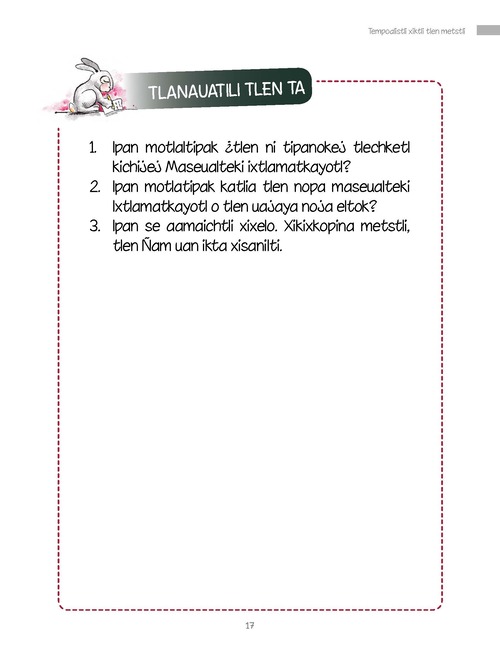 Tempoalistli xiktli tlen metstli
TLANAUATILI TLEN TA
1. Ipan motlaltipak ¿tlen ni tipanokej tlechketl
kichijej Maseualteki ixtlamatkayotl?
2. Ipan motlatipak katlia tlen nopa maseualteki
Ixtlamatkayotl o tlen uajaya noja eltok?
3. Ipan se aamaichtli xixelo. Xikixkopina metstli,
tlen Ñam uan ikta xisanilti.
17